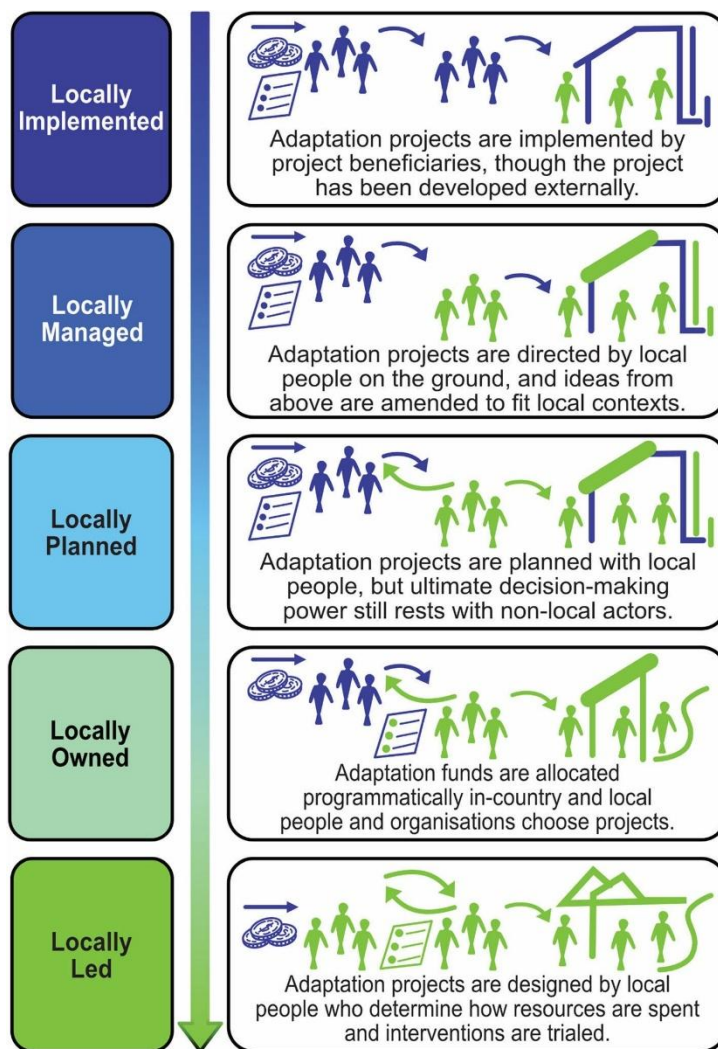 Locally
Implemented
Adaptation projects are implemented by
project beneficiaries, though the project
has been developed externally.
Locally
Managed
Adaptation projects are directed by local
people on the ground, and ideas from
above are amended to fit local contexts.
Locally
Planned
Adaptation projects are planned with local
people, but ultimate decision-making
power still rests with non-local actors.
Locally
Owned
Adaptation funds are allocated
programmatically in-country and local
people and organisations choose projects.
Locally
Led
Adaptation projects are designed by local
people who determine how resources are spent
and interventions are trialed.